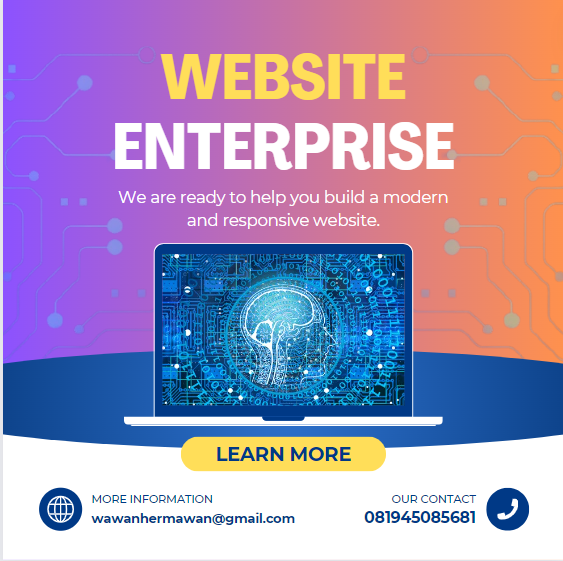 WEBSITE
ENTERPRISE
We are ready to help you build a modern
and responsive website.
LEARN MORE
MORE INFORMATION
wawanhermawan@gmail.com
OUR CONTACT
081945085681